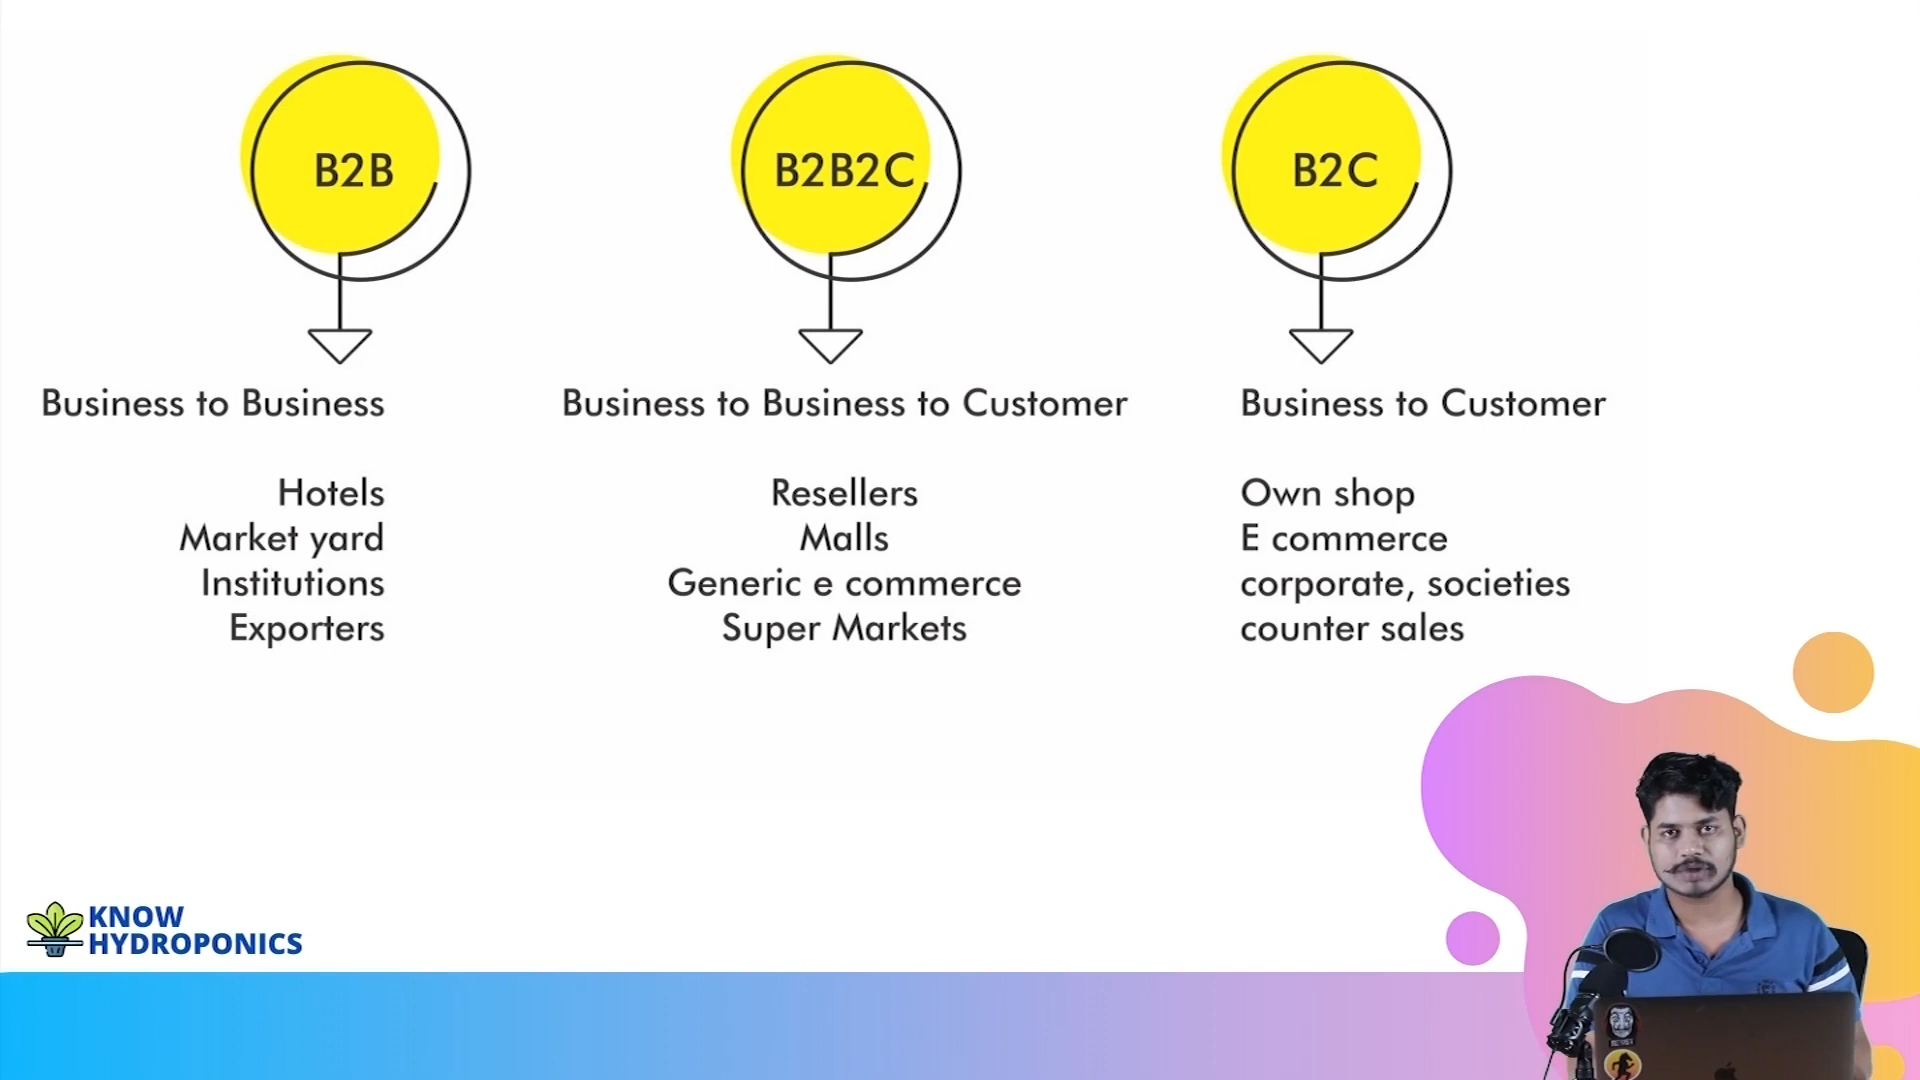 B2B
Business to Business
Hotels
Market yard
Institutions
Exporters
B2B2C
Business to Business to Customer
Resellers
Malls
Generic e commerce
Super Markets
B2C
Business to Customer
Own shop
E commerce
corporate, societies
counter sales
KNOW
HYDROPONICS